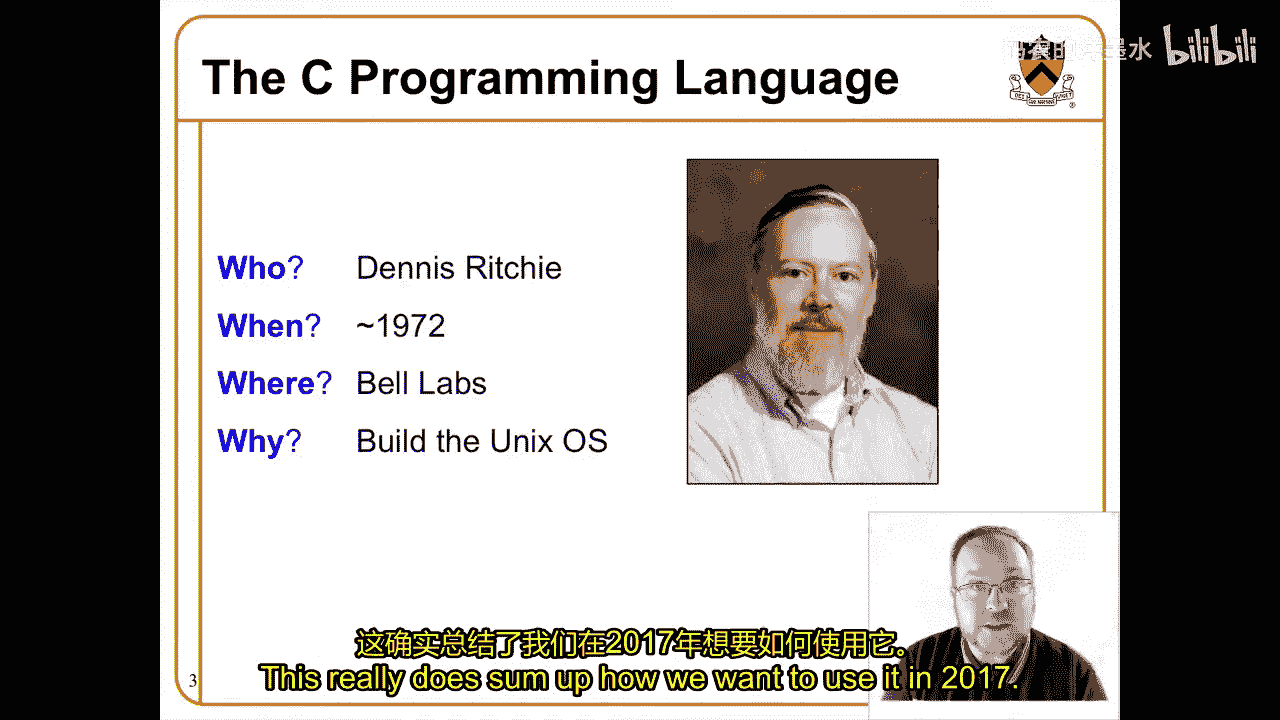 The C Programming Language
bilibili
Who? Dennis Ritchie
When? ~1972
Where? Bell Labs
Why? Build the Unix OS
这确实总结了我们在2017年想要如何使用它。
3
This really does sum up how we want to use it in 2017.